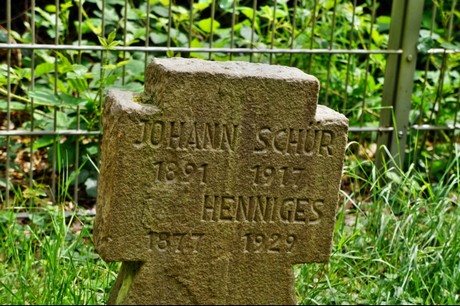 JOHANN SCHÜR
1891 1917
HENNIGES
1877 1929